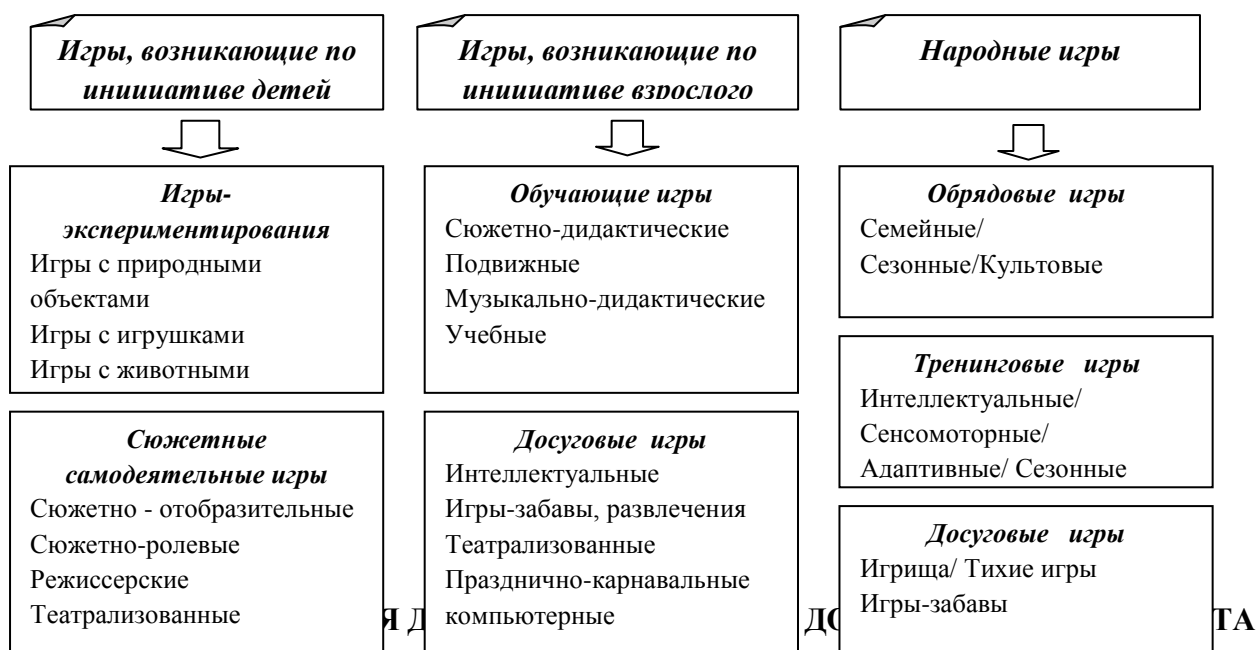 Игры, возникающие по
инициативе детей
Игры-
экспериментирования
Игры с природными
объектами
Игры с игрушками
Игры с животными
Сюжетные
самодеятельные игры
Сюжетно - отобразительные
Сюжетно-ролевые
Режиссерские
Театрализованные
Игры, возникающие по
инициативе взрослого
Обучающие игры
Сюжетно-дидактические
Подвижные
Музыкально-дидактические
Учебные
Досуговые игры
Интеллектуальные
Игры-забавы, развлечения
Театрализованные
Празднично-карнавальные
компьютерные
Народные игры
Обрядовые игры
Семейные/
Сезонные/Культовые
Тренинговые игры
Интеллектуальные/
Сенсомоторные/
Адаптивные/ Сезонные
Досуговые игры
Игрища/ Тихие игры
Игры-забавы